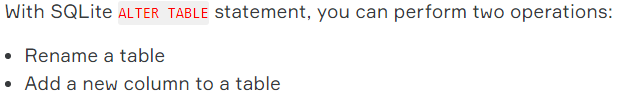 With SQLite ALTER TABLE statement, you can perform two operations:
• Rename a table
• Add a new column to a table